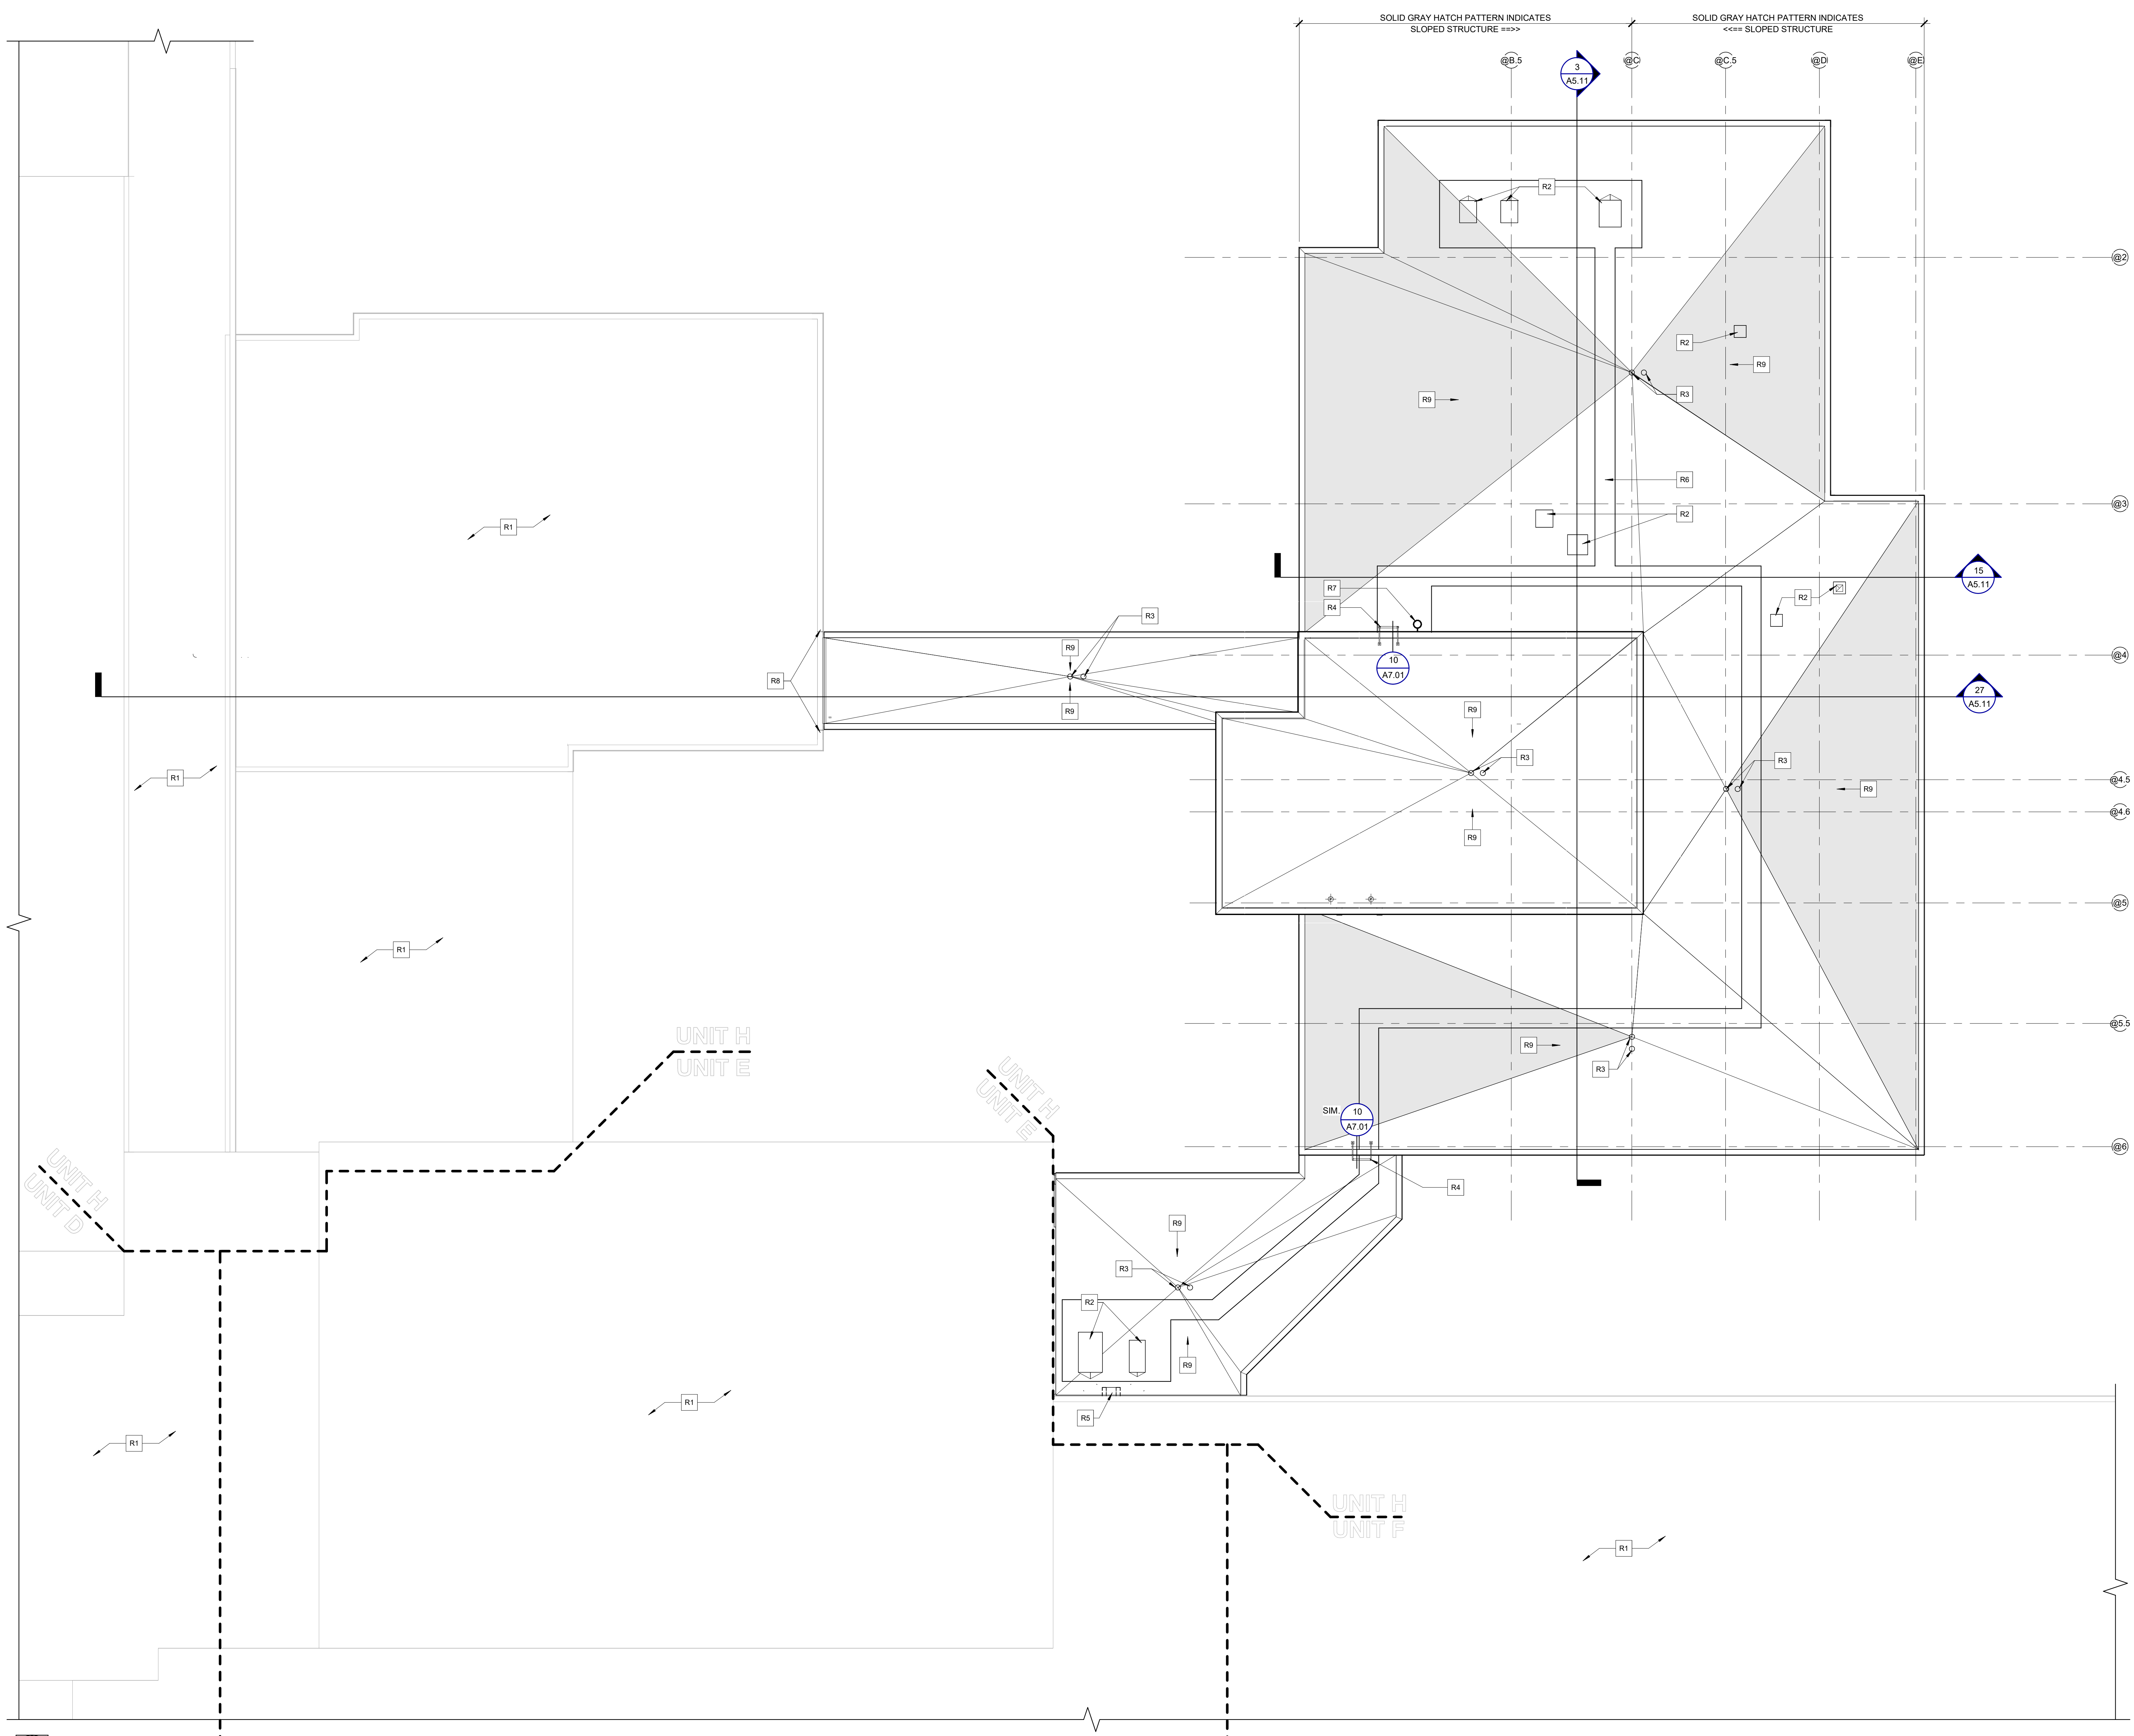 SOLID GRAY HATCH PATTERN INDICATES
SLOPED STRUCTURE ==>>
SOLID GRAY HATCH PATTERN INDICATES
<<== SLOPED STRUCTURE
@B.5
@C
@C.5
@D
@E
3
A5.11
R2
@2
R2
R9
R9
R3
R6
@3
R2
R1
15
A5.11
R7
R2
R4
R3
R9
@4
10
A7.01
R8
27
A5.11
R9
R9
R3
R3
R1
@4.5
R9
@4.6
R9
@5
R1
@5.5
UNIT H
UNIT E
R9
R3
UNIT H
UNIT E
SIM.
10
A7.01
@6
UNIT H
UNIT D
R4
R9
R3
R2
R9
R1
R5
R1
UNIT H
UNIT F
R1